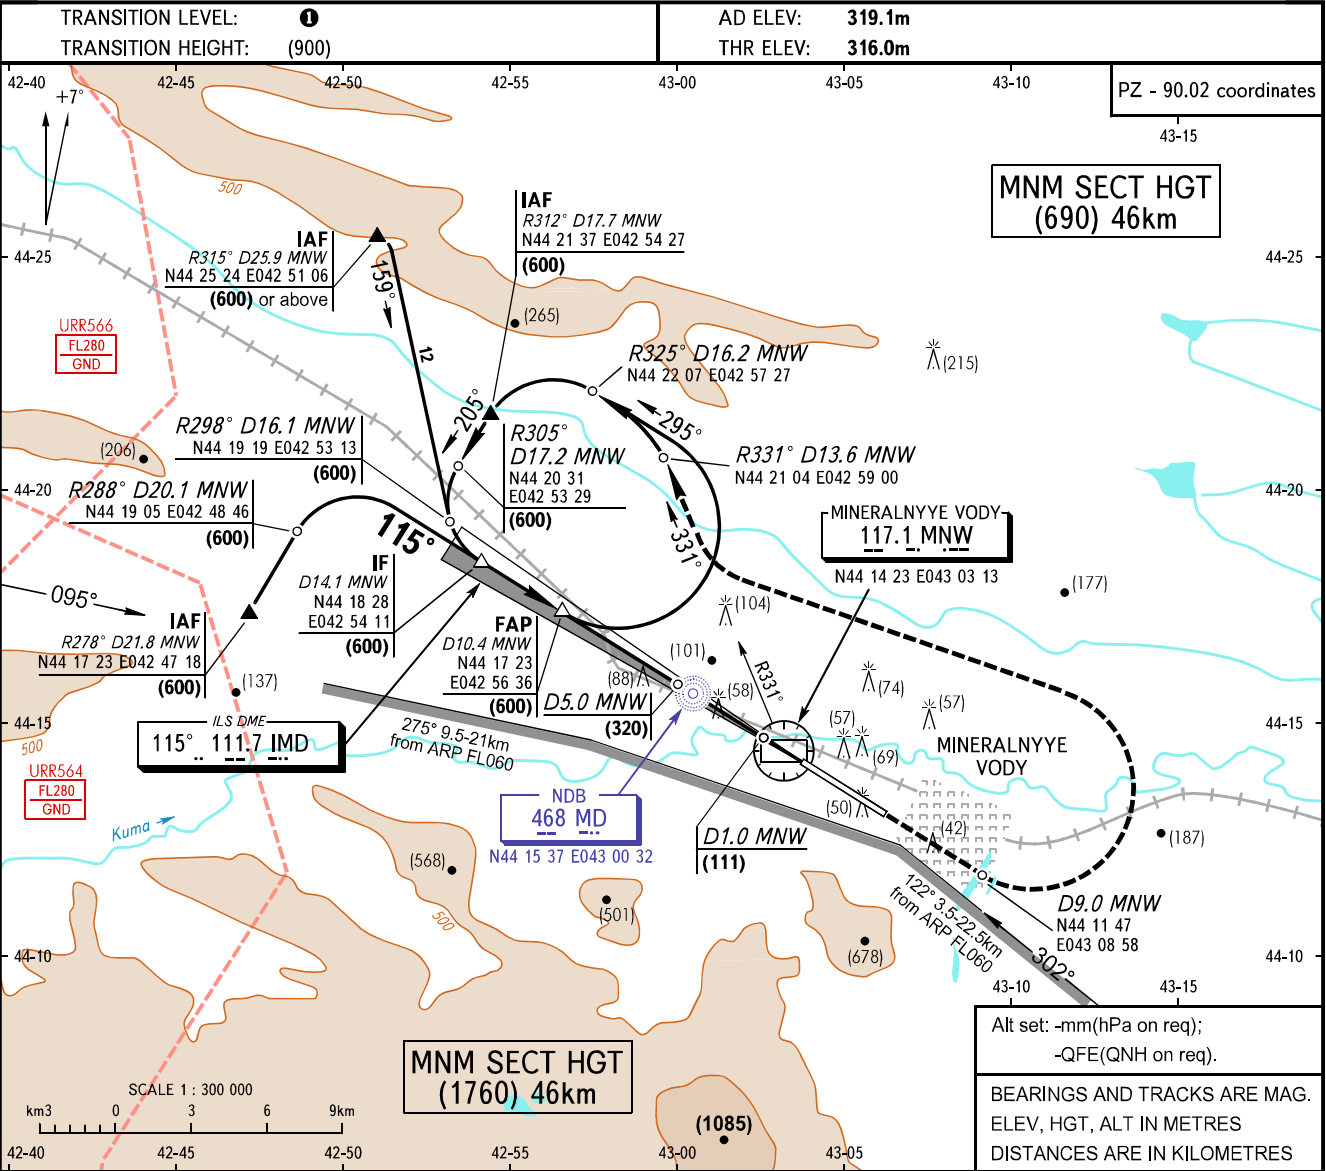 TRANSITION LEVEL: 1
TRANSITION HEIGHT: (900)
AD ELEV: 319.1m
THR ELEV: 316.0m
42-40
42-45
42-50
42-55
43-00
43-05
43-10
PZ - 90.02 coordinates
43-15
+7°
500
MNM SECT HGT
(690) 46km
IAF
R312° D17.7 MNW
N44 21 37 E042 54 27
(600)
IAF
R315° D25.9 MNW
N44 25 24 E042 51 06
(600) or above
44-25
44-25
159°
12
(265)
URR566
FL280
GND
R325° D16.2 MNW
N44 22 07 E042 57 27
(215)
205°
295°
R298° D16.1 MNW
N44 19 19 E042 53 13
(600)
R305°
D17.2 MNW
N44 20 31
E042 53 29
(600)
R331° D13.6 MNW
N44 21 04 E042 59 00
(206)
44-20
44-20
R288° D20.1 MNW
N44 19 05 E042 48 46
(600)
115°
331°
MINERALNYYE VODY
117.1 MNW
N44 14 23 E043 03 13
IF
D14.1 MNW
N44 18 28
E042 54 11
(600)
(177)
095°
(104)
IAF
R278° D21.8 MNW
N44 17 23 E042 47 18
(600)
FAP
D10.4 MNW
N44 17 23
E042 56 36
(600)
(101)
R331°
(88)
(137)
(58)
(74)
(57)
D5.0 MNW
(320)
44-15
44-15
ILS DME
115° 111.7 IMD
275° 9.5-21km
from ARP FL060
(57)
(69)
MINERALNYYE
VODY
500
URR564
FL280
GND
NDB
468 MD
N44 15 37 E043 00 32
(50)
(42)
Kuma
D1.0 MNW
(111)
(187)
(568)
500
(501)
(678)
122° 3.5-22.5km
from ARP FL060
D9.0 MNW
N44 11 47
E043 08 58
302°
44-10
44-10
43-10
43-15
Alt set: -mm(hPa on req);
-QFE(QNH on req).
MNM SECT HGT
(1760) 46km
BEARINGS AND TRACKS ARE MAG.
ELEV, HGT, ALT IN METRES
DISTANCES ARE IN KILOMETRES
SCALE 1 : 300 000
km3 0 3 6 9km
(1085)
42-40
42-45
42-50
42-55
43-00
43-05